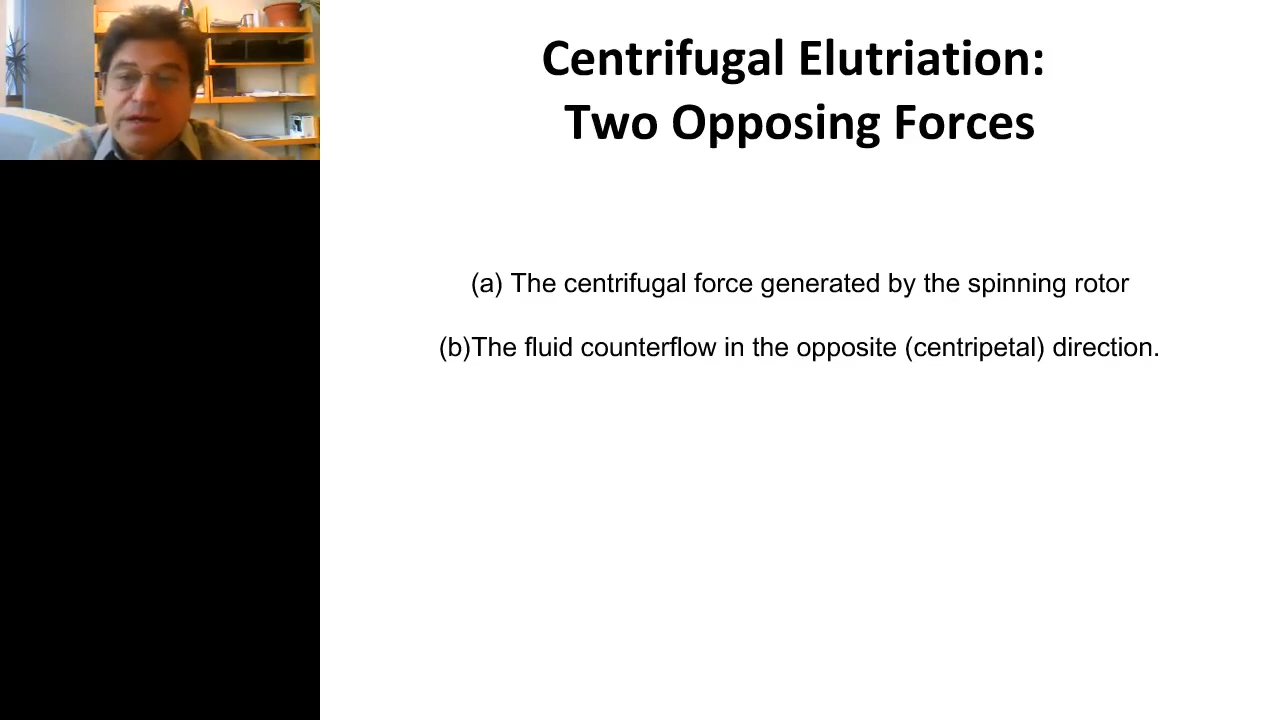 Centrifugal Elutriation:
Two Opposing Forces
(a) The centrifugal force generated by the spinning rotor
(b)The fluid counterflow in the opposite (centripetal) direction.